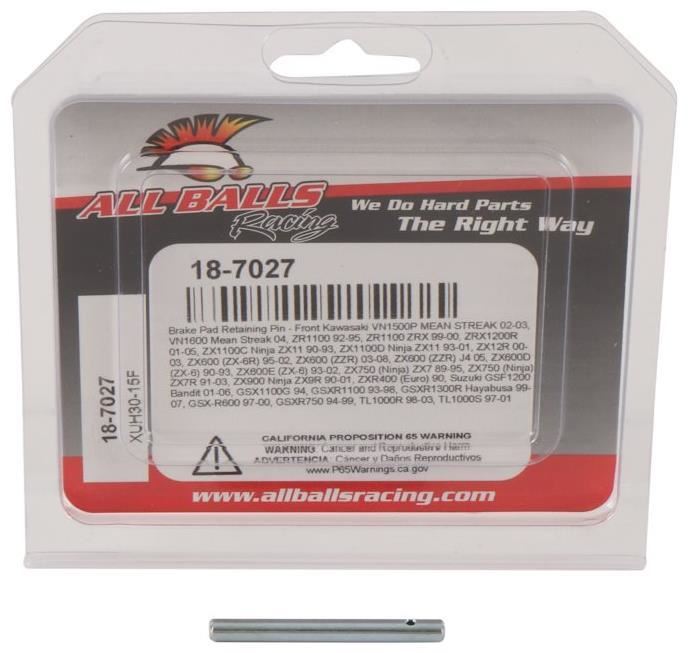 ALL BALLS
Racing
We Do Hard Parts
The Right Way
18-7027
Brake Pad Retaining Pin - Front Kawasaki VN1500P MEAN STREAK 02-03,
VN1600 Mean Streak 04, ZR1100 92-95, ZR1100 ZRX 99-00, ZRX1200R
01-05, ZX1100C Ninja ZX11 90-93, ZX1100D Ninja ZX11 93-01, ZX12R 00-
03, ZX600 (ZX-6R) 95-02, ZX600 (ZZR) 03-08, ZX600 (ZZR) J4 05, ZX600D
(ZX-6) 90-93, ZX600E (ZX-6) 93-02, ZX750 (Ninja) ZX7 89-95, ZX750 (Ninja)
ZX7R 91-03, ZX900 Ninja ZX9R 90-01, ZXR400 (Euro) 90, Suzuki GSF1200
Bandit 01-06, GSX1100G 94, GSXR1100 93-98, GSXR1300R Hayabusa 99-
07, GSX-R600 97-00, GSXR750 94-99, TL1000R 98-03, TL1000S 97-01
CALIFORNIA PROPOSITION 65 WARNING
WARNING: Cancer and Reproductive Harm
ADVERTENCIA: Cáncer y Daños Reproductivos
www.P65Warnings.ca.gov
18-7027
XUH30-15F
www.allballsracing.com